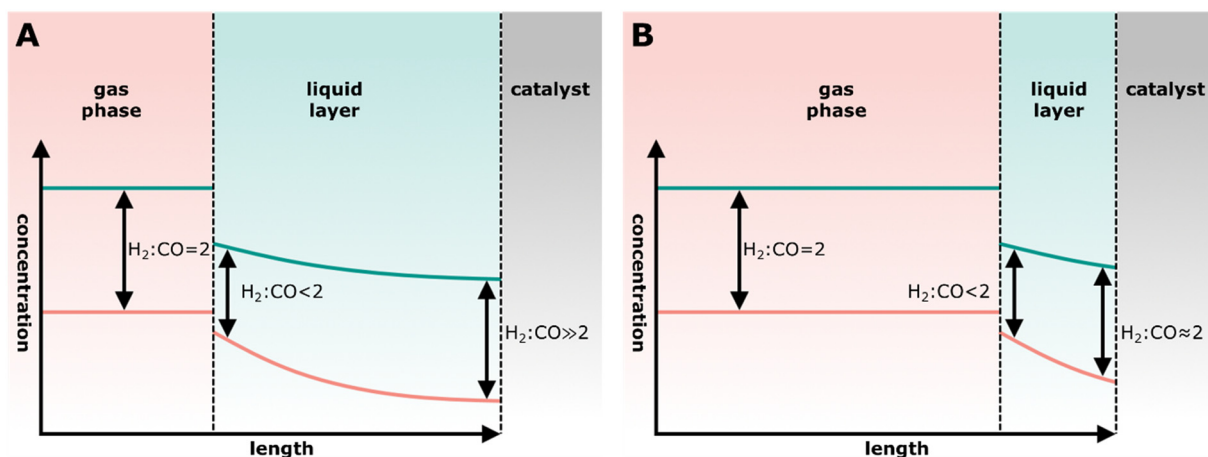 A
gas
phase
liquid
layer
catalyst
concentration
H₂:CO=2
H₂:CO<2
H₂:CO≫2
length
B
gas
phase
liquid
layer
catalyst
concentration
H₂:CO=2
H₂:CO<2
H₂:CO≈2
length